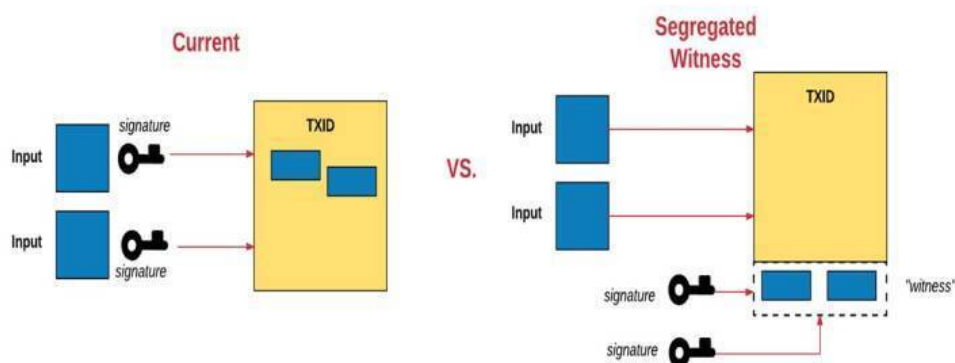 Current
signature
Input
TXID
Input
signature
VS.
Segregated
Witness
TXID
Input
Input
signature
"witness"
signature